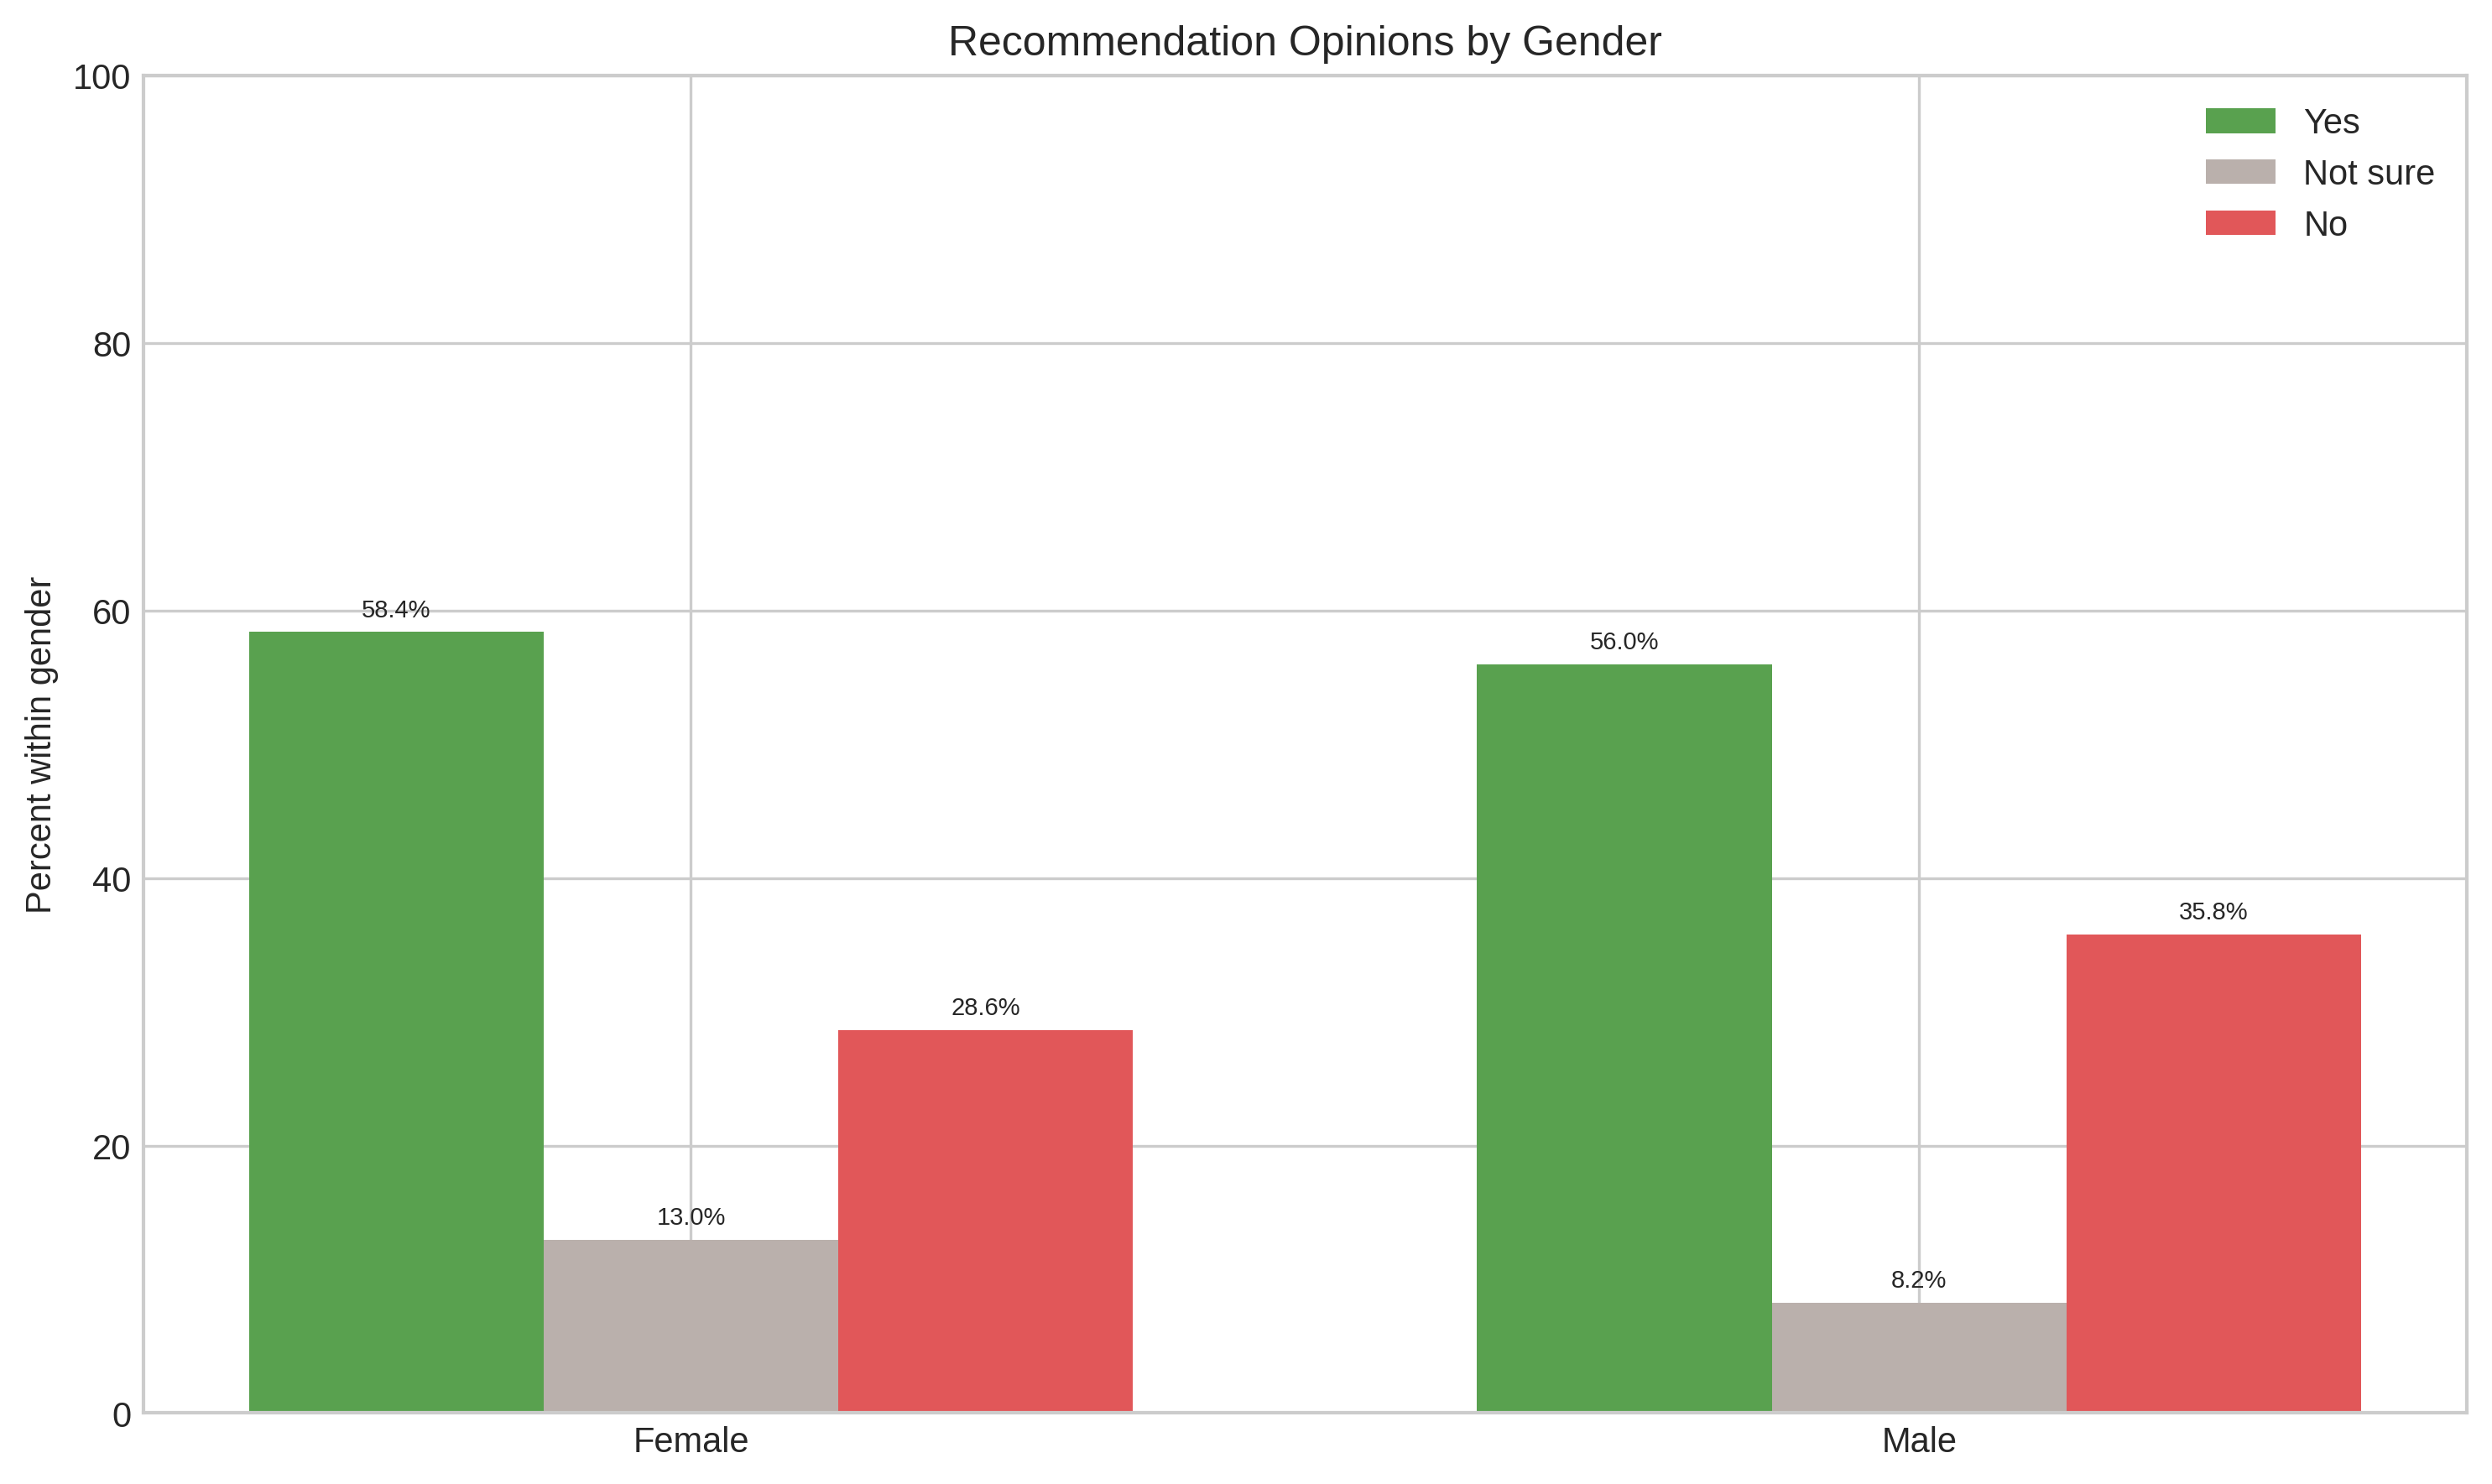 Recommendation Opinions by Gender
Yes
Not sure
No
Percent within gender
100
80
60
40
20
0
58.4%
13.0%
28.6%
56.0%
8.2%
35.8%
Female
Male